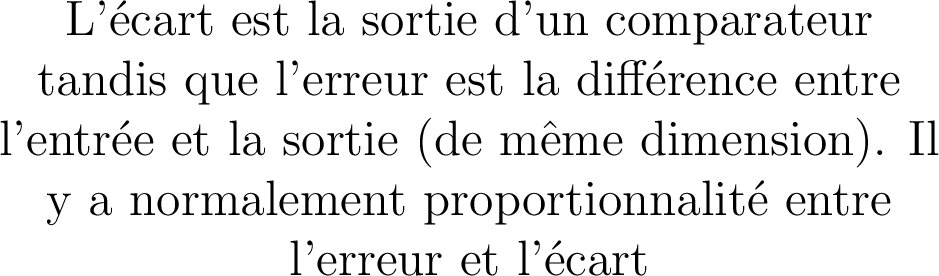 L'écart est la sortie d'un comparateur
tandis que l'erreur est la différence entre
l'entrée et la sortie (de même dimension). Il
y a normalement proportionnalité entre
l'erreur et l'écart